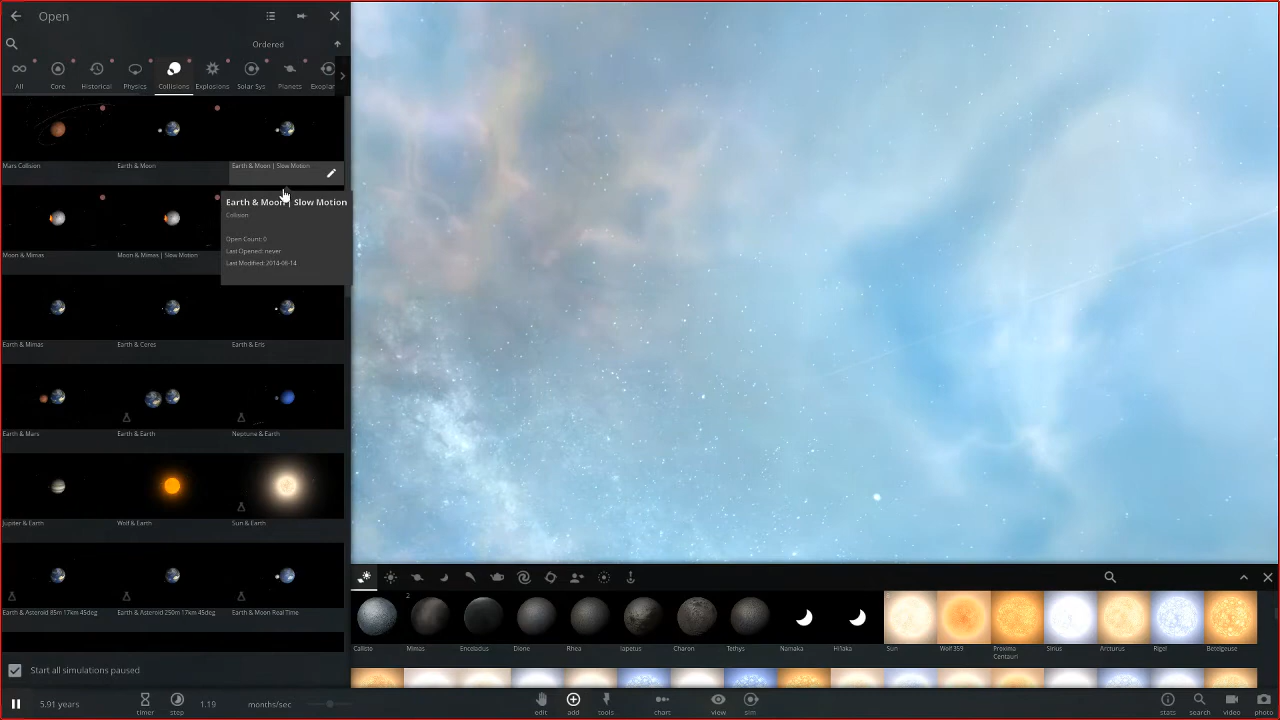 Open
Ordered
All
Core
Historical
Physics
Collisions
Explosions
Solar Sys
Planets
Exoplan
Mars Collision
Earth & Moon
Earth & Moon | Slow Motion
Earth & Moon | Slow Motion
Collision
Open Count: 0
Last Opened: never
Last Modified: 2014-06-14
Moon & Mimas
Moon & Mimas | Slow Motion
Earth & Mimas
Earth & Ceres
Earth & Eris
Earth & Mars
Earth & Earth
Neptune & Earth
Jupiter & Earth
Wolf & Earth
Sun & Earth
Earth & Asteroid 85m 17km 45deg
Earth & Asteroid 250m 17km 45deg
Earth & Moon Real Time
Start all simulations paused
2
Callisto
Mimas
Enceladus
Dione
Rhea
Iapetus
Charon
Tethys
Namaka
Hi'iaka
Sun
Wolf 359
Proxima Centauri
Sirius
Arcturus
Rigel
Betelgeuse
5.91 years
timer
step
1.19
months/sec
edit
add
tools
chart
view
sim
stats
search
video
photo